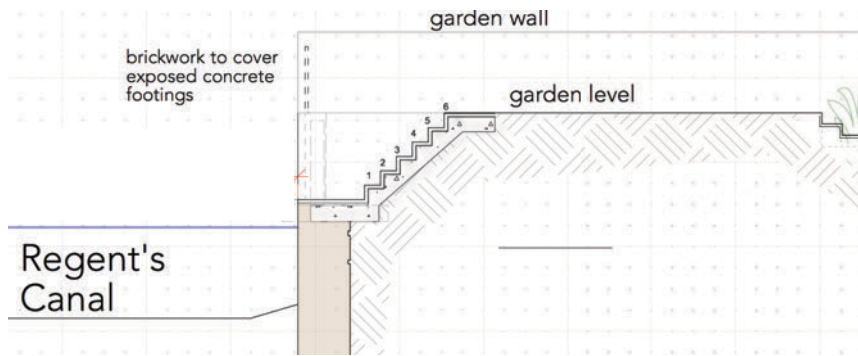 garden wall
brickwork to cover
exposed concrete
footings
garden level
6
5
4
3
2
1
Regent's
Canal